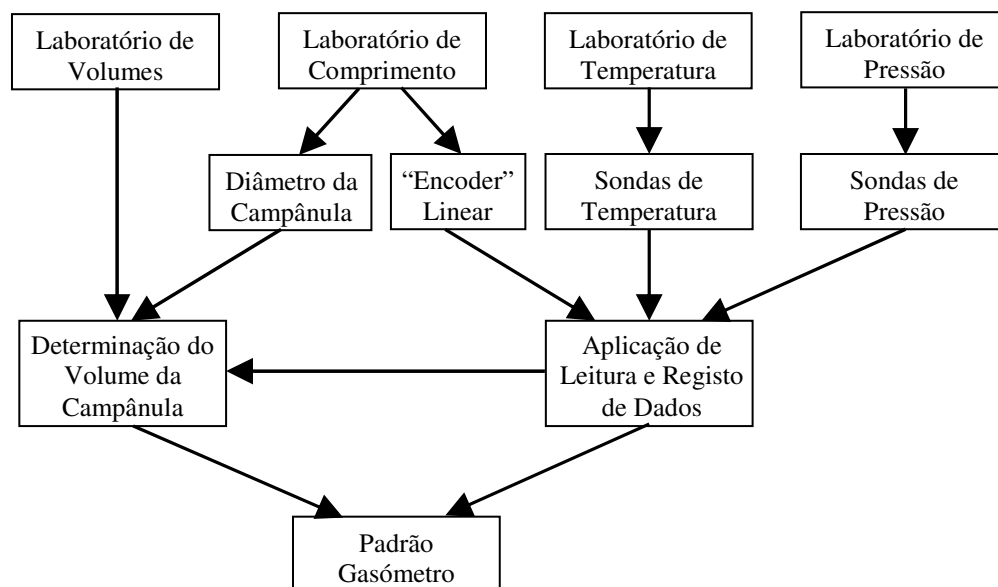 Laboratório de
Volumes
Laboratório de
Comprimento
Laboratório de
Temperatura
Laboratório de
Pressão
Diâmetro da
Campânula
“Encoder”
Linear
Sondas de
Temperatura
Sondas de
Pressão
Determinação do
Volume da
Campânula
Aplicação de
Leitura e Registo
de Dados
Padrão
Gasómetro